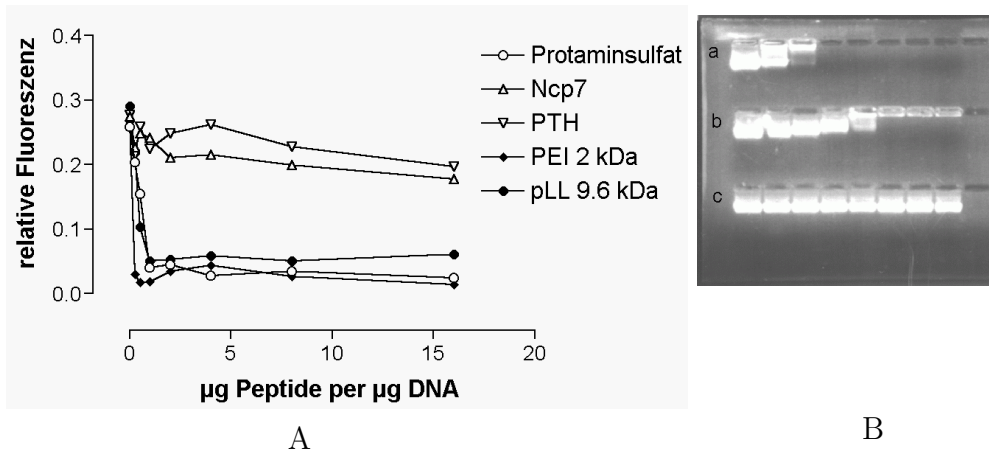 relative Fluoreszenz
0.4
0.3
0.2
0.1
0.0
0 5 10 15 20
µg Peptide per µg DNA
Protaminsulfat
Ncp7
PTH
PEI 2 kDa
pLL 9.6 kDa
A
a
b
c
B